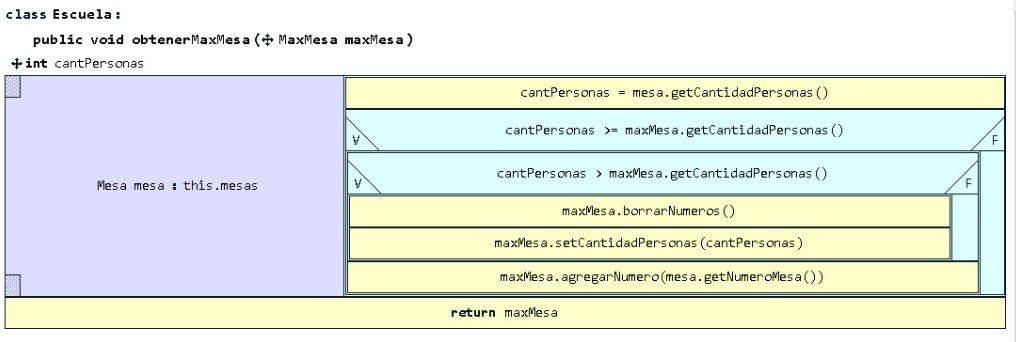 class Escuela:
public void obtenerMaxMesa(MaxMesa maxMesa)
int cantPersonas
Mesa mesa : this.mesas
cantPersonas = mesa.getCantidadPersonas()
cantPersonas >= maxMesa.getCantidadPersonas()
V
F
cantPersonas > maxMesa.getCantidadPersonas()
V
F
maxMesa.borrarNumeros()
maxMesa.setCantidadPersonas(cantPersonas)
maxMesa.agregarNumero(mesa.getNumeroMesa())
return maxMesa